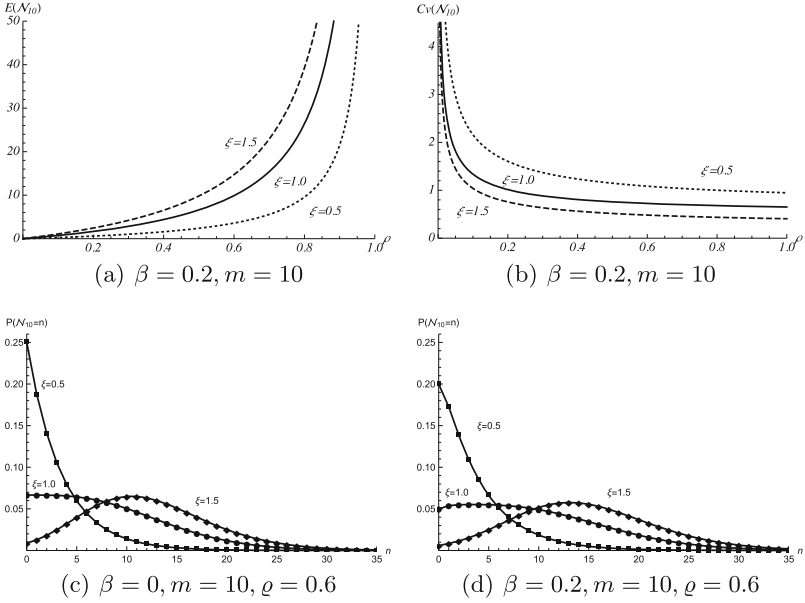 E(𝒩₁₀)
50
40
30
20
10
0
0.2 0.4 0.6 0.8 1.0 ρ
ξ=1.5
ξ=1.0
ξ=0.5
(a) β = 0.2, m = 10
Cv(𝒩₁₀)
4
3
2
1
0
0.2 0.4 0.6 0.8 1.0 ρ
ξ=0.5
ξ=1.0
ξ=1.5
(b) β = 0.2, m = 10
P(𝒩₁₀=n)
0.25
0.20
0.15
0.10
0.05
0 5 10 15 20 25 30 35 n
ξ=0.5
ξ=1.0
ξ=1.5
(c) β = 0, m = 10, ϱ = 0.6
P(𝒩₁₀=n)
0.25
0.20
0.15
0.10
0.05
0 5 10 15 20 25 30 35 n
ξ=0.5
ξ=1.0
ξ=1.5
(d) β = 0.2, m = 10, ϱ = 0.6